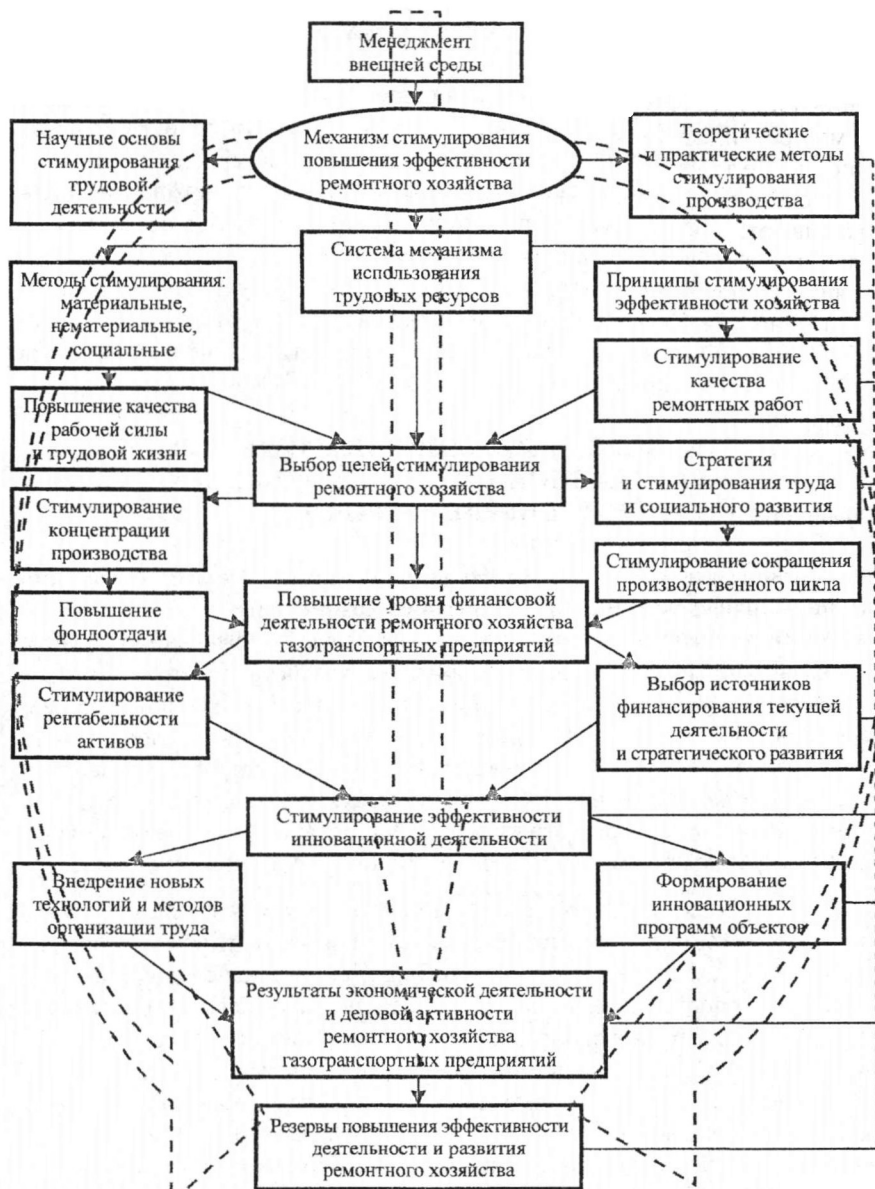 Менеджмент
внешней среды
Научные основы
стимулирования
трудовой
деятельности
Механизм стимулирования
повышения эффективности
ремонтного хозяйства
Теоретические
и практические методы
стимулирования
производства
Система механизма
использования
трудовых ресурсов
Методы стимулирования:
материальные,
нематериальные,
социальные
Принципы стимулирования
эффективности хозяйства
Стимулирование
качества
ремонтных работ
Повышение качества
рабочей силы
и трудовой жизни
Выбор целей стимулирования
ремонтного хозяйства
Стратегия
и стимулирования труда
и социального развития
Стимулирование
концентрации
производства
Стимулирование сокращения
производственного цикла
Повышение
фондоотдачи
Повышение уровня финансовой
деятельности ремонтного хозяйства
газотранспортных предприятий
Стимулирование
рентабельности
активов
Выбор источников
финансирования текущей
деятельности
и стратегического развития
Стимулирование эффективности
инновационной деятельности
Внедрение новых
технологий и методов
организации труда
Формирование
инновационных
программ объектов
Результаты экономической деятельности
и деловой активности
ремонтного хозяйства
газотранспортных предприятий
Резервы повышения эффективности
деятельности и развития
ремонтного хозяйства